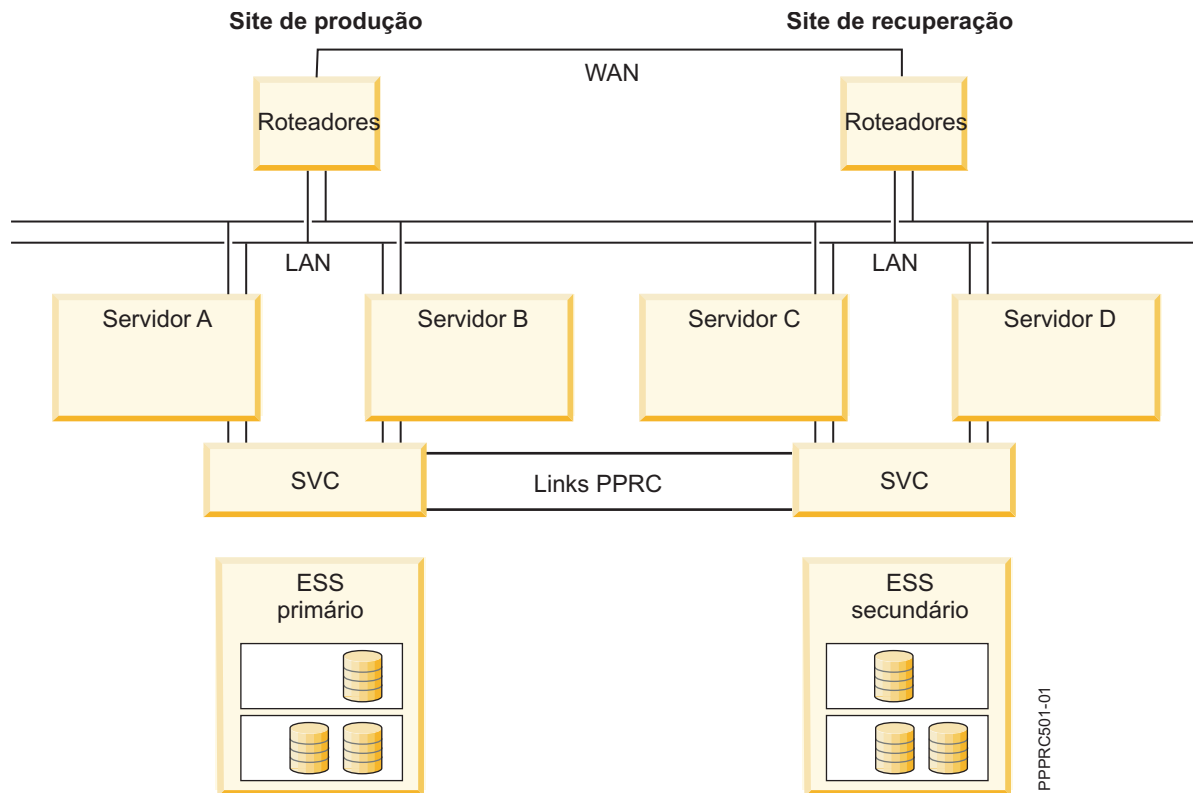 Site de produção
Site de recuperação
WAN
Roteadores
Roteadores
LAN
LAN
Servidor A
Servidor B
Servidor C
Servidor D
SVC
Links PPRC
SVC
ESS
primário
ESS
secundário
PPPRC501-01